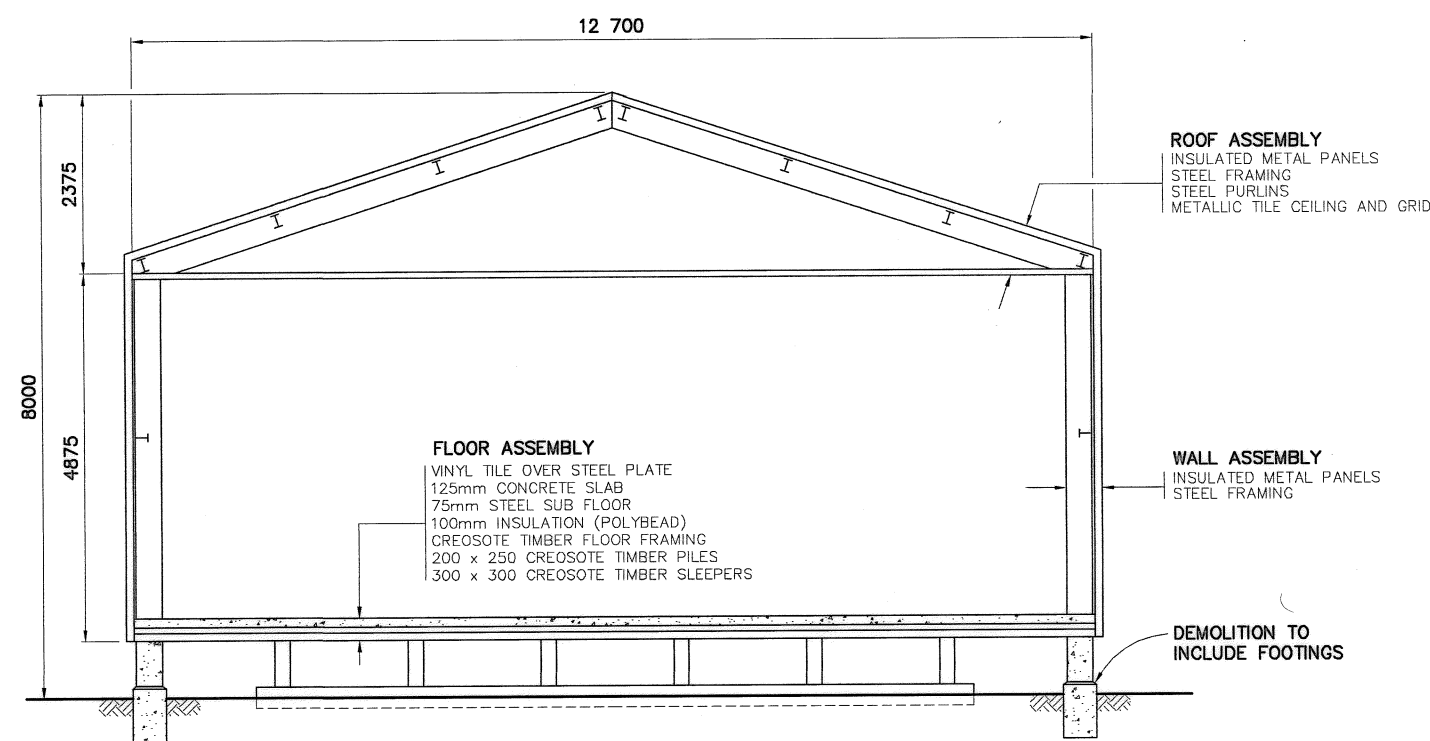 12 700
2375
8000
4875
ROOF ASSEMBLY
INSULATED METAL PANELS
STEEL FRAMING
STEEL PURLINS
METALLIC TILE CEILING AND GRID
FLOOR ASSEMBLY
VINYL TILE OVER STEEL PLATE
125mm CONCRETE SLAB
75mm STEEL SUB FLOOR
100mm INSULATION (POLYBEAD)
CREOSOTE TIMBER FLOOR FRAMING
200 x 250 CREOSOTE TIMBER PILES
300 x 300 CREOSOTE TIMBER SLEEPERS
WALL ASSEMBLY
INSULATED METAL PANELS
STEEL FRAMING
DEMOLITION TO
INCLUDE FOOTINGS